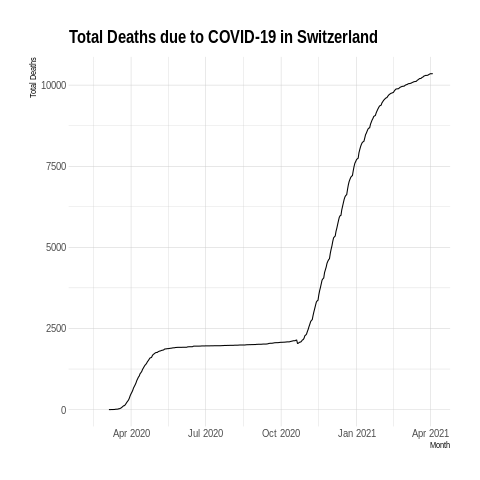 Total Deaths due to COVID-19 in Switzerland
Total Deaths
10000
7500
5000
2500
0
Apr 2020 Jul 2020 Oct 2020 Jan 2021 Apr 2021
Month